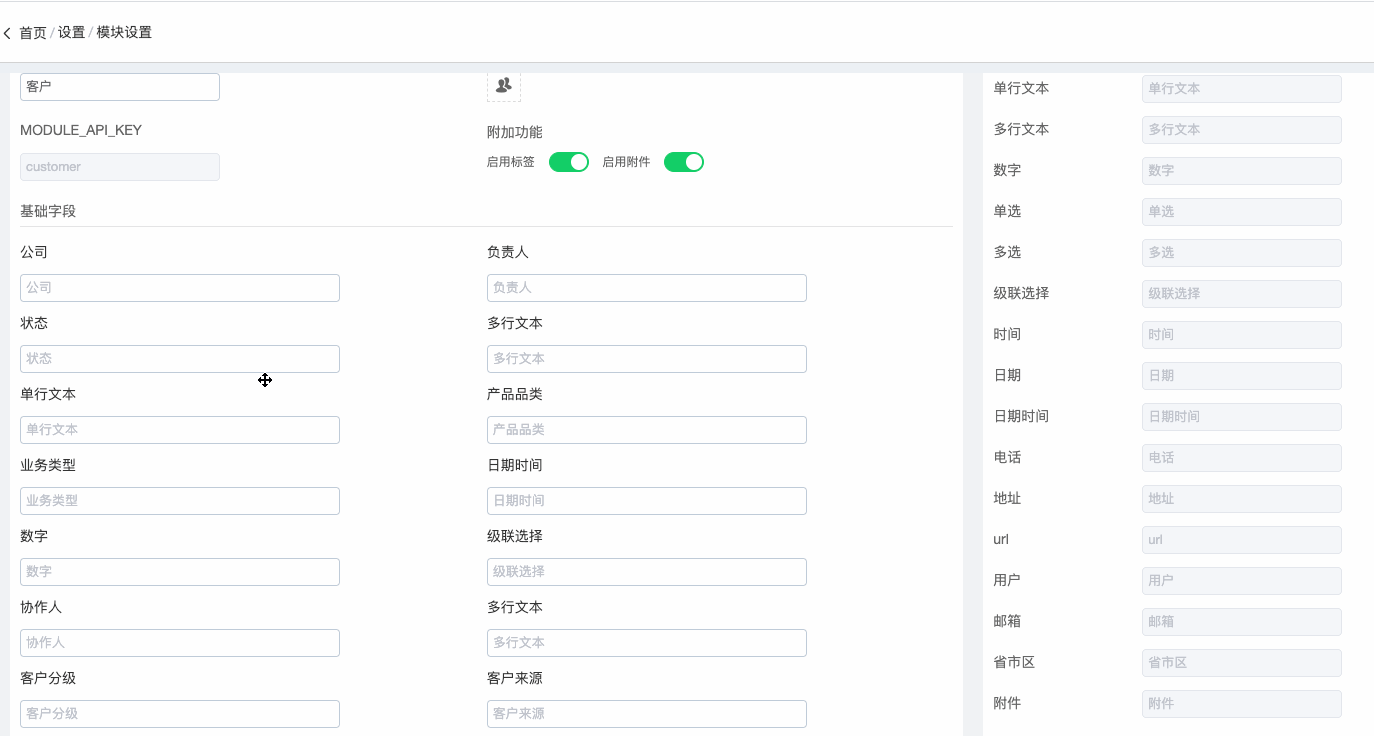 首页 / 设置 / 模块设置
客户
MODULE_API_KEY
customer
附加功能
启用标签 启用附件
基础字段
公司
公司
负责人
负责人
状态
状态
多行文本
多行文本
单行文本
单行文本
产品品类
产品品类
业务类型
业务类型
日期时间
日期时间
数字
数字
级联选择
级联选择
协作人
协作人
多行文本
多行文本
客户分级
客户分级
客户来源
客户来源
单行文本 单行文本
多行文本 多行文本
数字 数字
单选 单选
多选 多选
级联选择 级联选择
时间 时间
日期 日期
日期时间 日期时间
电话 电话
地址 地址
url url
用户 用户
邮箱 邮箱
省市区 省市区
附件 附件